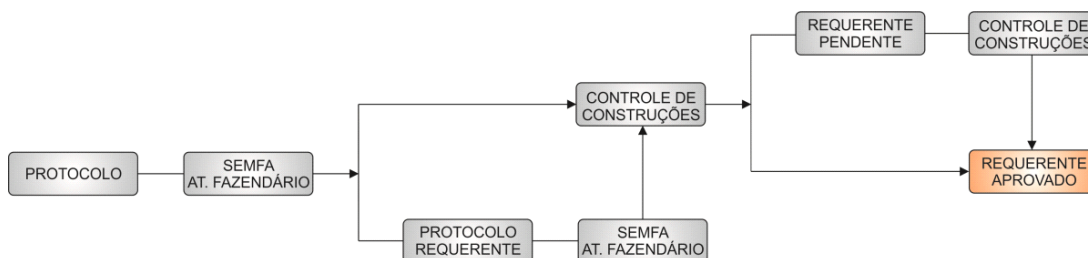 PROTOCOLO
SEMFA
AT. FAZENDÁRIO
PROTOCOLO
REQUERENTE
SEMFA
AT. FAZENDÁRIO
CONTROLE DE
CONSTRUÇÕES
REQUERENTE
PENDENTE
CONTROLE DE
CONSTRUÇÕES
REQUERENTE
APROVADO